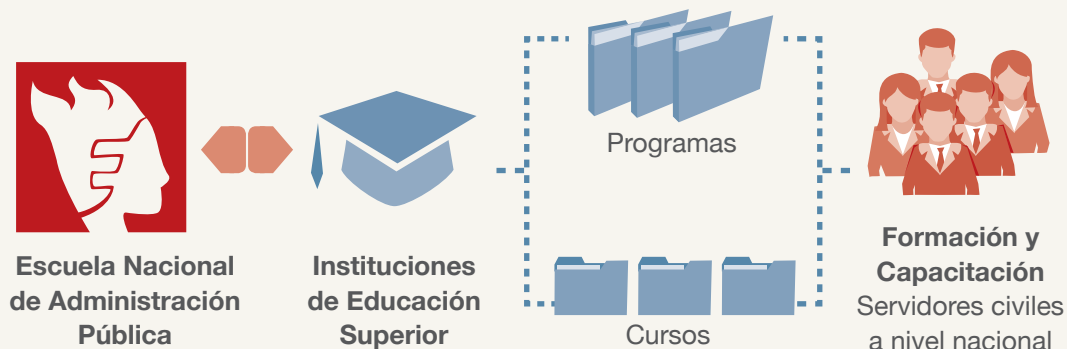 Escuela Nacional
de Administración
Pública
Instituciones
de Educación
Superior
Programas
Cursos
Formación y
Capacitación
Servidores civiles
a nivel nacional